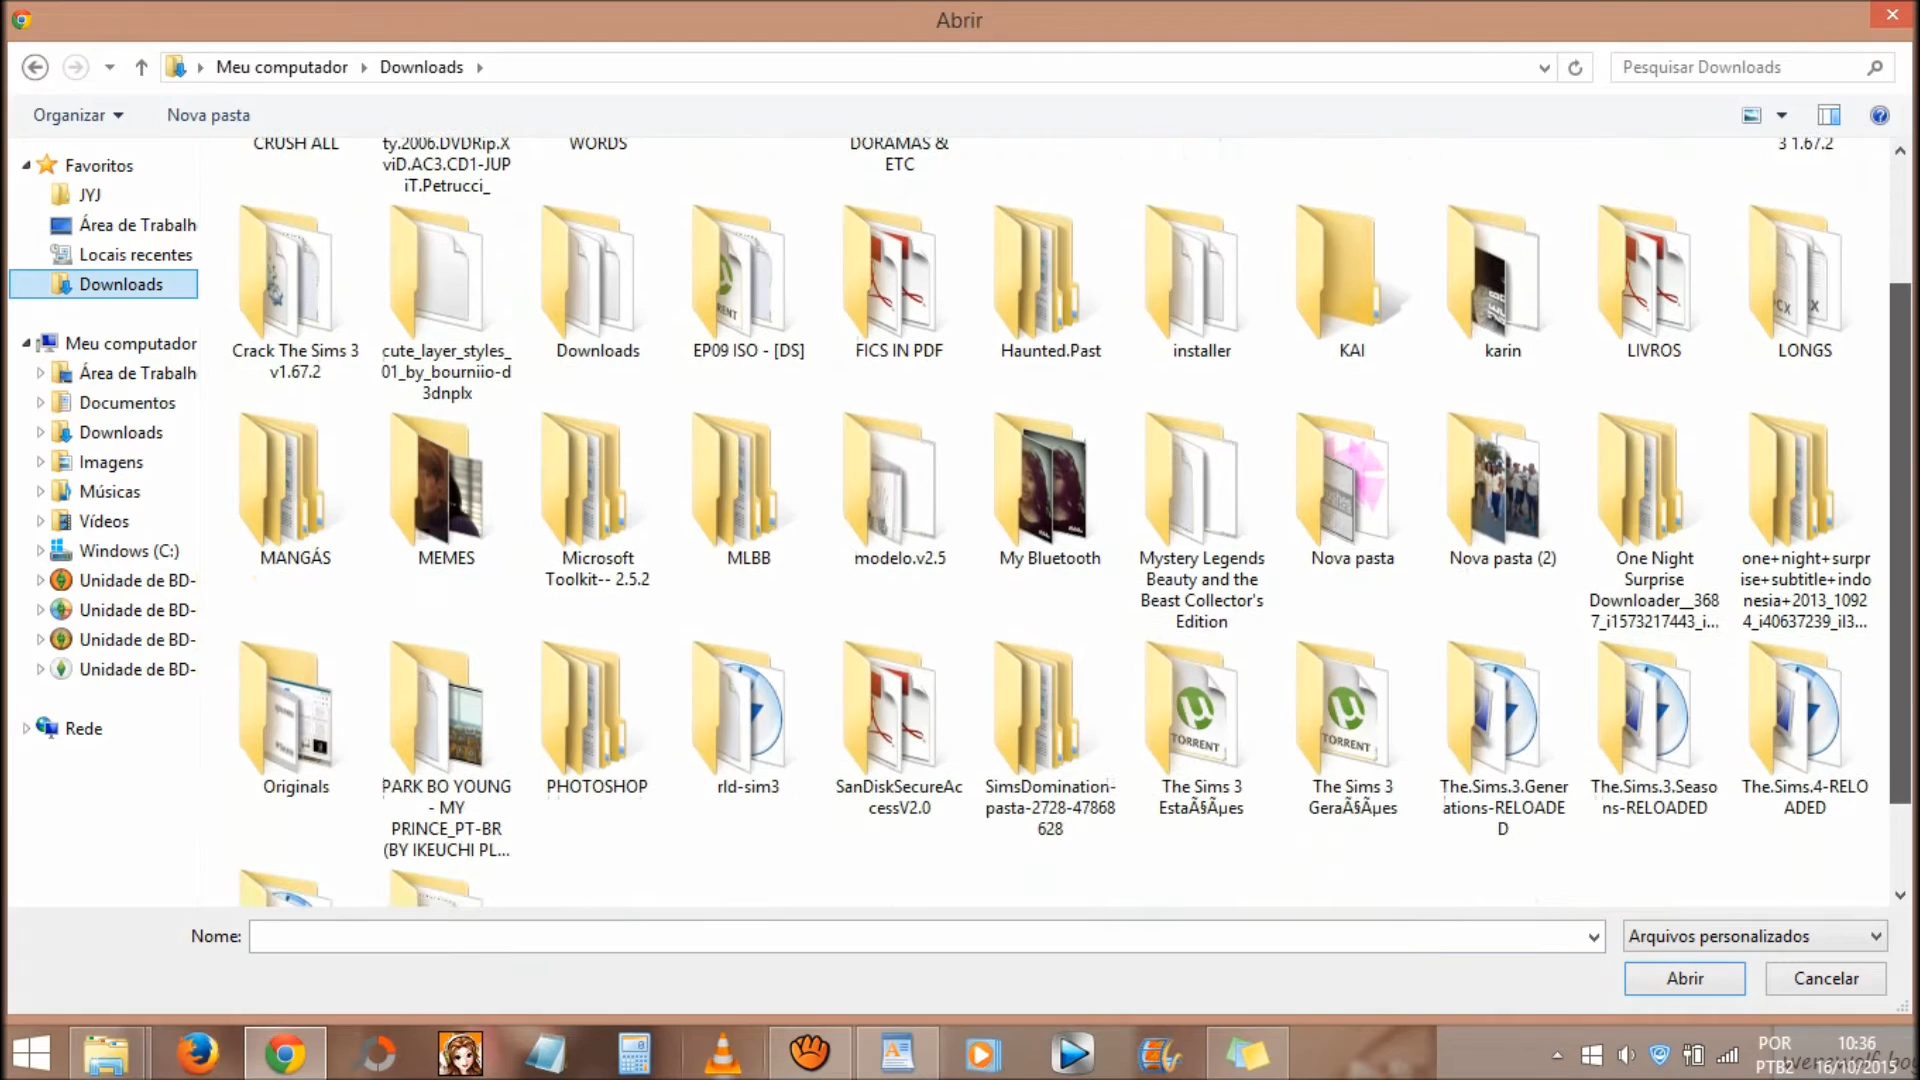 Abrir
Meu computador
Downloads
Pesquisar Downloads
Organizar
Nova pasta
CRUSH ALL
ty.2006.DVDRip.X
viD.AC3.CD1-JUP
iT.Petrucci_
WORDS
DORAMAS &
ETC
3 1.67.2
Favoritos
JYJ
Área de Trabalh
Locais recentes
Downloads
Meu computador
Área de Trabalh
Documentos
Downloads
Imagens
Músicas
Vídeos
Windows (C:)
Unidade de BD-
Unidade de BD-
Unidade de BD-
Unidade de BD-
Rede
Crack The Sims 3
v1.67.2
cute_layer_styles_
01_by_bourniio-d
3dnplx
Downloads
EP09 ISO - [DS]
FICS IN PDF
Haunted.Past
installer
KAI
karin
LIVROS
LONGS
MANGÁS
MEMES
Microsoft
Toolkit-- 2.5.2
MLBB
modelo.v2.5
My Bluetooth
Mystery Legends
Beauty and the
Beast Collector's
Edition
Nova pasta
Nova pasta (2)
One Night
Surprise
Downloader__368
7_i1573217443_i...
one+night+surpr
ise+subtitle+indo
nesia+2013_1092
4_i40637239_il3...
Originals
PARK BO YOUNG
- MY
PRINCE_PT-BR
(BY IKEUCHI PL...
PHOTOSHOP
rld-sim3
SanDiskSecureAc
cessV2.0
SimsDomination-
pasta-2728-47868
628
TORRENT
The Sims 3
EstaÃ§Ãµes
TORRENT
The Sims 3
GeraÃ§Ãµes
The.Sims.3.Gener
ations-RELOADE
D
The.Sims.3.Seaso
ns-RELOADED
The.Sims.4-RELO
ADED
Nome:
Arquivos personalizados
Abrir
Cancelar
POR
PTB2
10:36
16/10/2015